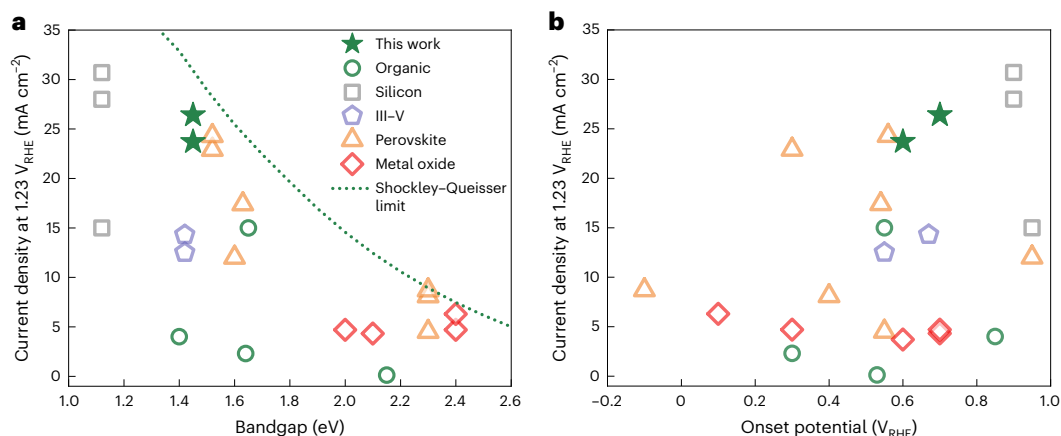 a
35
30
25
20
15
10
5
0
Current density at 1.23 V_RHE (mA cm⁻²)
1.0 1.2 1.4 1.6 1.8 2.0 2.2 2.4 2.6
Bandgap (eV)
This work
Organic
Silicon
III–V
Perovskite
Metal oxide
Shockley–Queisser
limit
b
35
30
25
20
15
10
5
0
Current density at 1.23 V_RHE (mA cm⁻²)
−0.2 0 0.2 0.4 0.6 0.8 1.0
Onset potential (V_RHE)